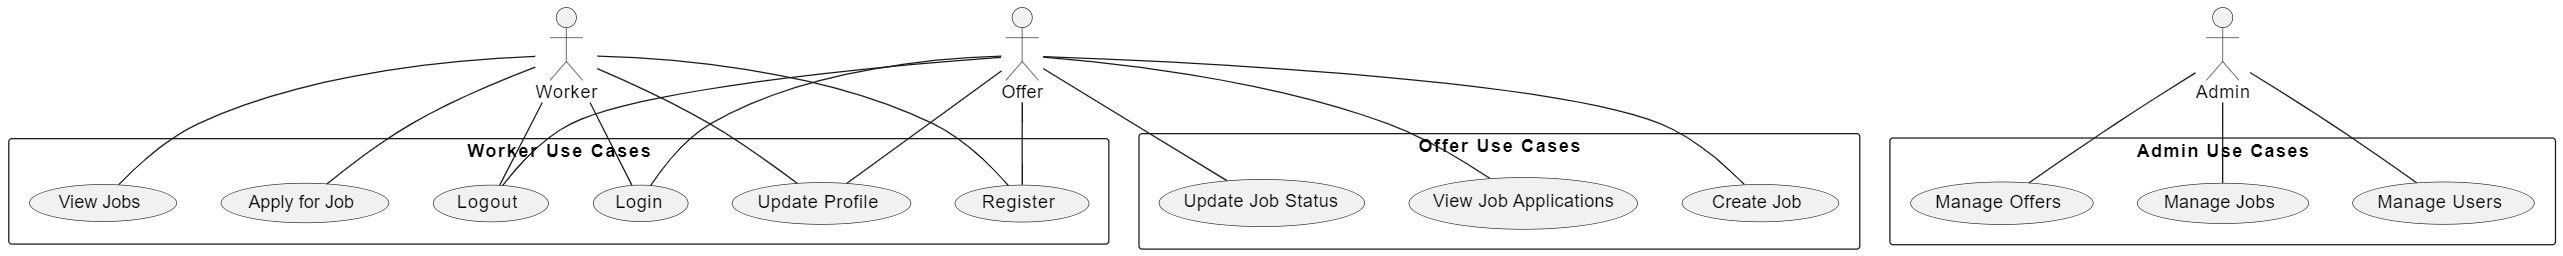 Worker
Offer
Admin
Worker Use Cases
View Jobs
Apply for Job
Logout
Login
Update Profile
Register
Offer Use Cases
Update Job Status
View Job Applications
Create Job
Admin Use Cases
Manage Offers
Manage Jobs
Manage Users